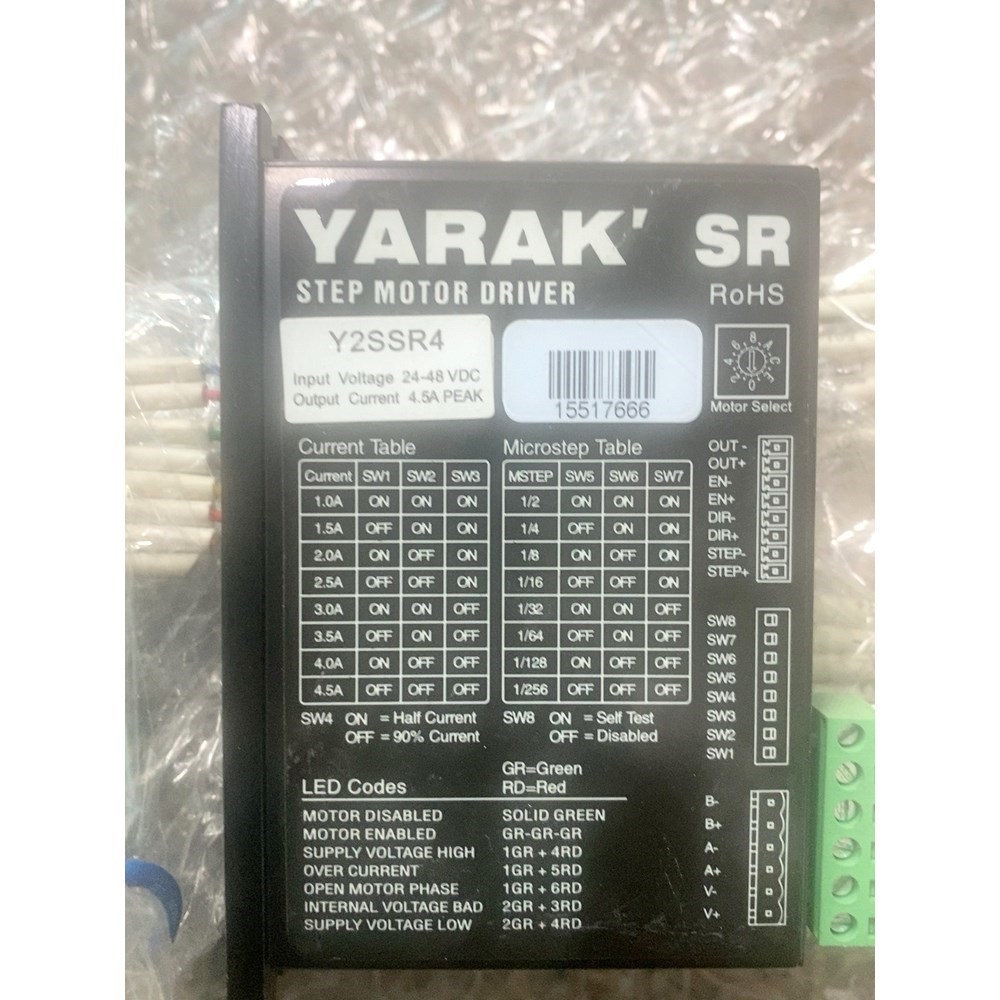 YARAK' SR
STEP MOTOR DRIVER RoHS
Y2SSR4
Input Voltage 24-48 VDC
Output Current 4.5A PEAK
15517666
0 2 4 6 8 A C E
Motor Select
Current Table
Current SW1 SW2 SW3
1.0A ON ON ON
1.5A OFF ON ON
2.0A ON OFF ON
2.5A OFF OFF ON
3.0A ON ON OFF
3.5A OFF ON OFF
4.0A ON OFF OFF
4.5A OFF OFF OFF
SW4 ON = Half Current
OFF = 90% Current
Microstep Table
MSTEP SW5 SW6 SW7
1/2 ON ON ON
1/4 OFF ON ON
1/8 ON OFF ON
1/16 OFF OFF ON
1/32 ON ON OFF
1/64 OFF ON OFF
1/128 ON OFF OFF
1/256 OFF OFF OFF
SW8 ON = Self Test
OFF = Disabled
OUT -
OUT+
EN-
EN+
DIR-
DIR+
STEP-
STEP+
SW8
SW7
SW6
SW5
SW4
SW3
SW2
SW1
GR=Green
RD=Red
LED Codes
MOTOR DISABLED SOLID GREEN
MOTOR ENABLED GR-GR-GR
SUPPLY VOLTAGE HIGH 1GR + 4RD
OVER CURRENT 1GR + 5RD
OPEN MOTOR PHASE 1GR + 6RD
INTERNAL VOLTAGE BAD 2GR + 3RD
SUPPLY VOLTAGE LOW 2GR + 4RD
B-
B+
A-
A+
V-
V+